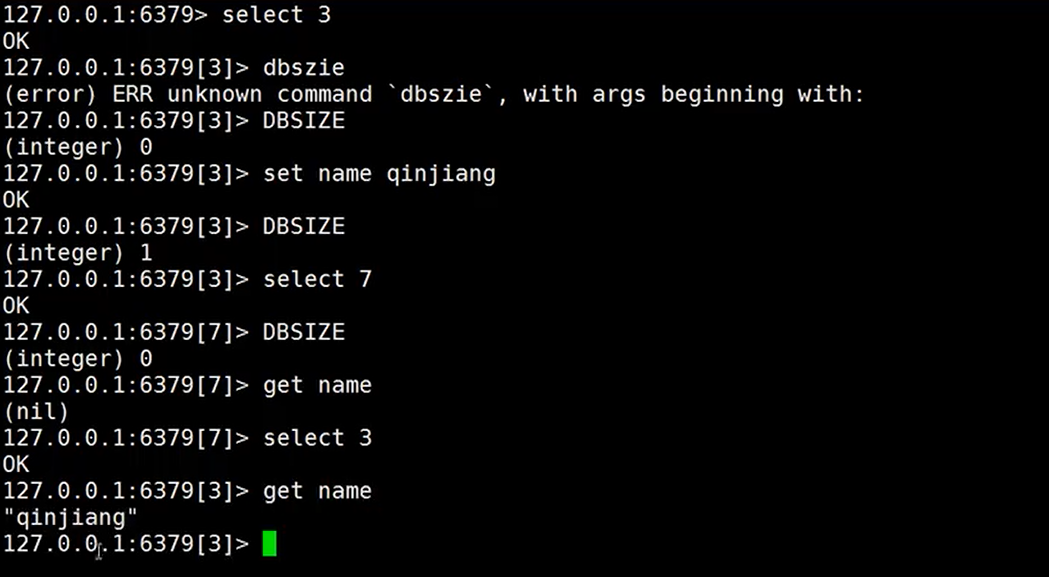 127.0.0.1:6379> select 3
OK
127.0.0.1:6379[3]> dbszie
(error) ERR unknown command `dbszie`, with args beginning with:
127.0.0.1:6379[3]> DBSIZE
(integer) 0
127.0.0.1:6379[3]> set name qinjiang
OK
127.0.0.1:6379[3]> DBSIZE
(integer) 1
127.0.0.1:6379[3]> select 7
OK
127.0.0.1:6379[7]> DBSIZE
(integer) 0
127.0.0.1:6379[7]> get name
(nil)
127.0.0.1:6379[7]> select 3
OK
127.0.0.1:6379[3]> get name
"qinjiang"
127.0.0.1:6379[3]>